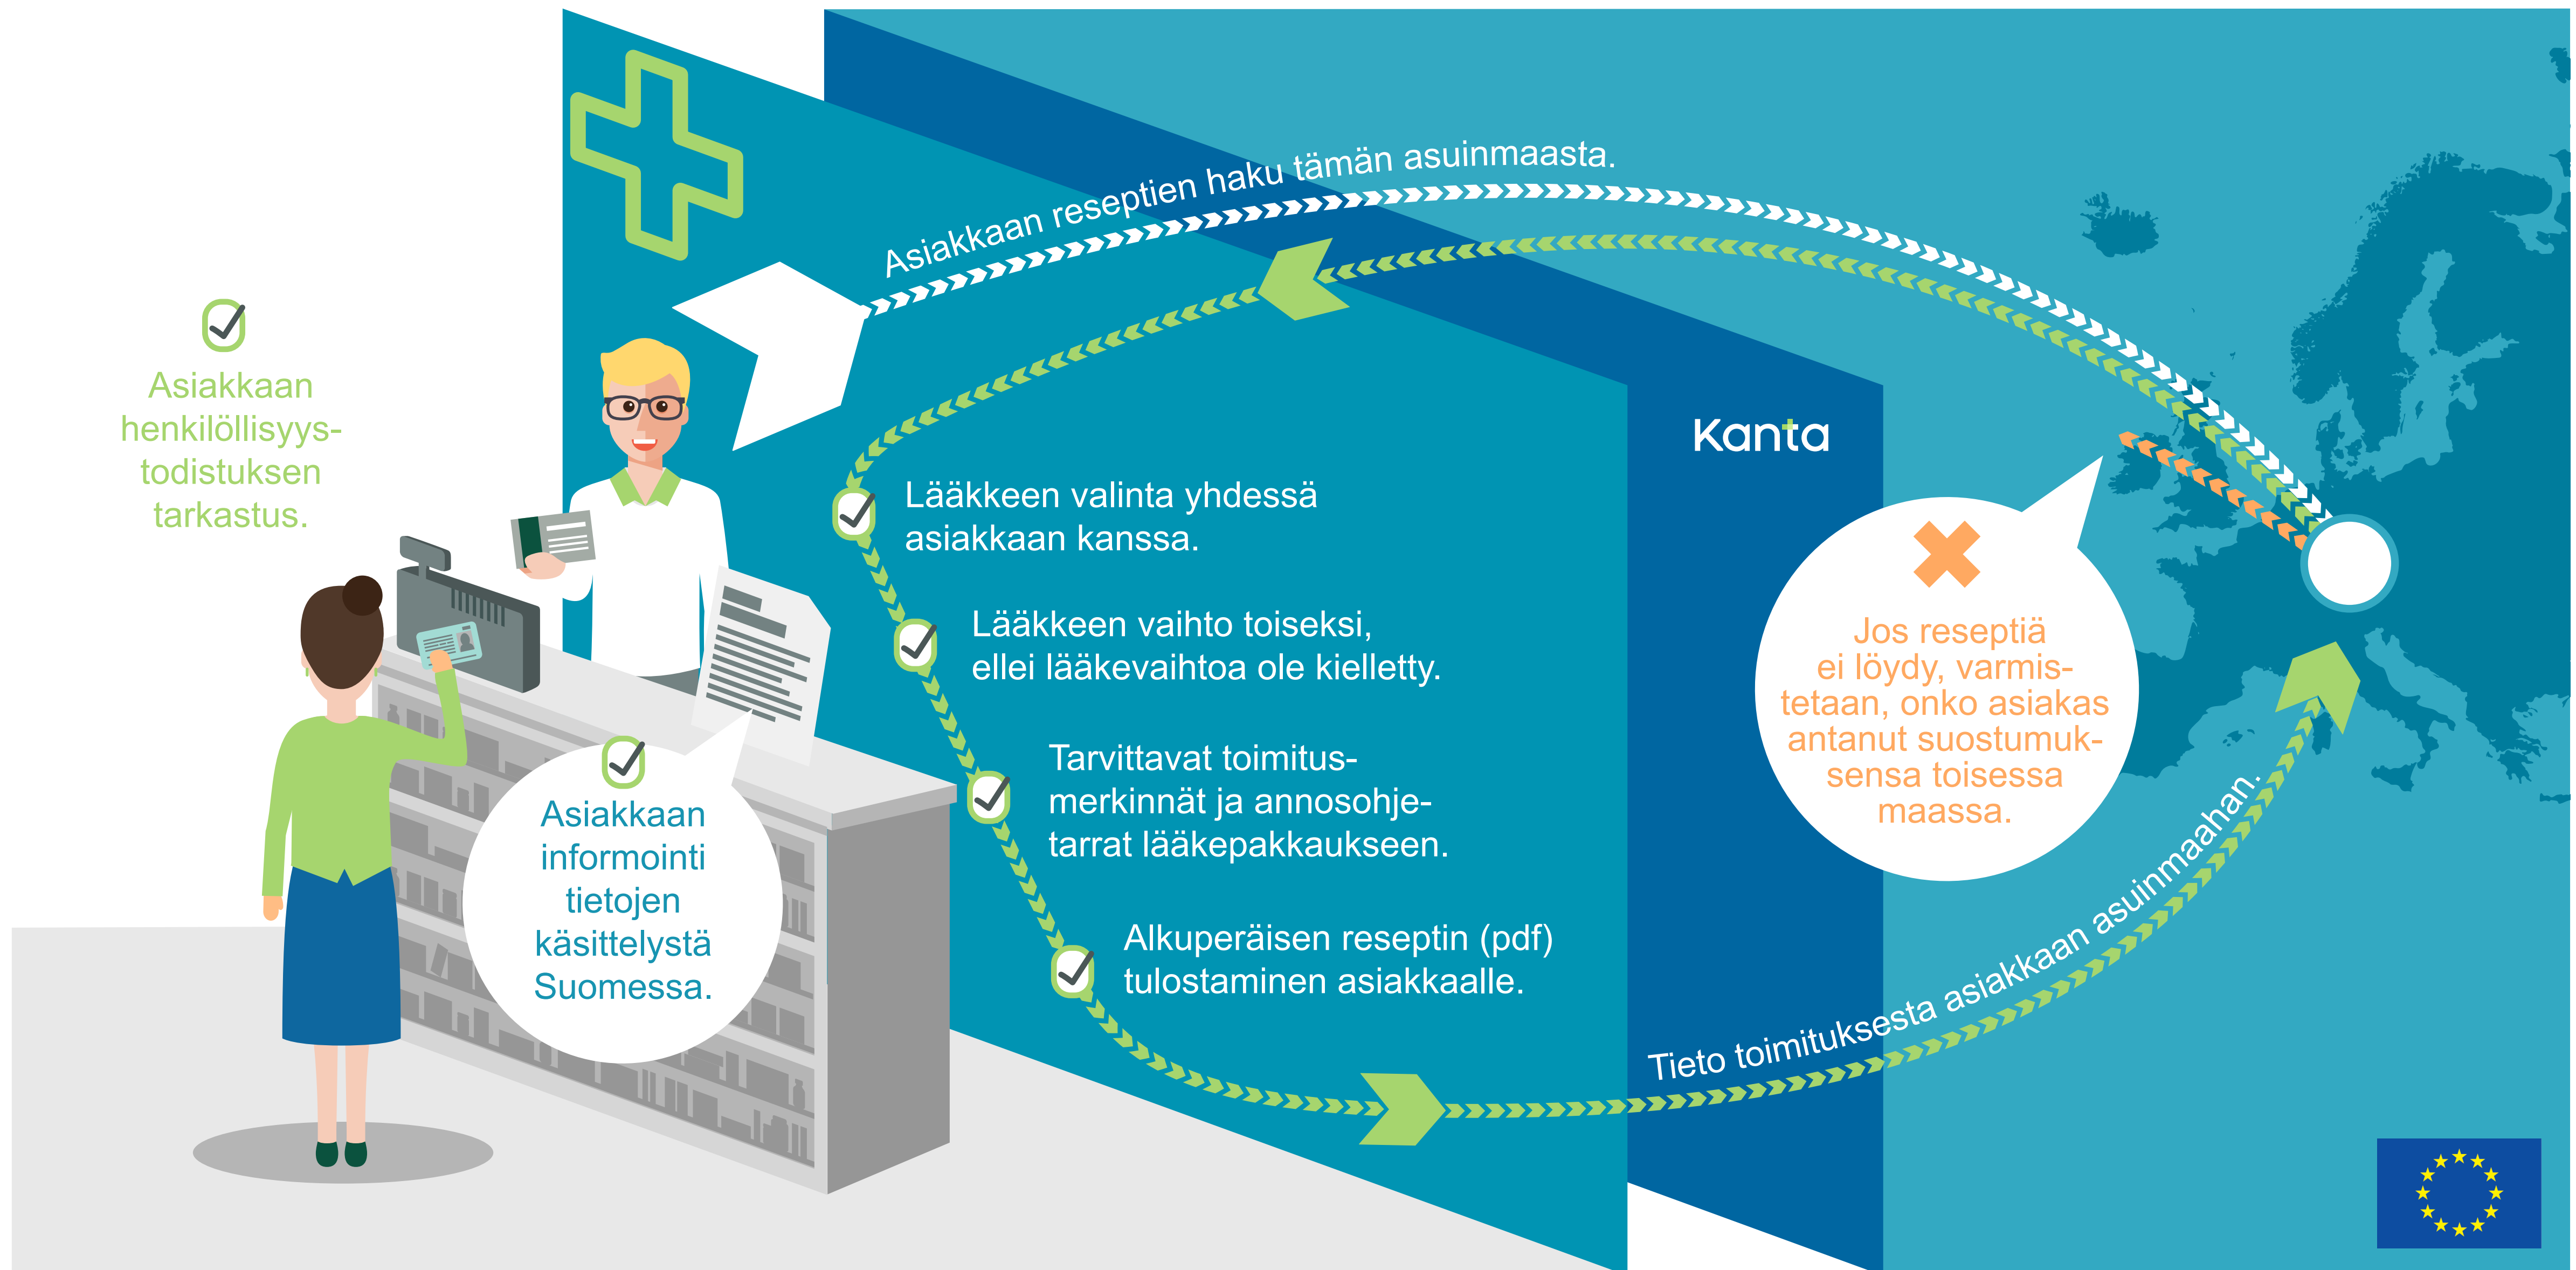 Asiakkaan
henkilöllisyys-
todistuksen
tarkastus.
Asiakkaan
informointi
tietojen
käsittelystä
Suomessa.
Asiakkaan reseptien haku tämän asuinmaasta.
Lääkkeen valinta yhdessä
asiakkaan kanssa.
Lääkkeen vaihto toiseksi,
ellei lääkevaihtoa ole kielletty.
Tarvittavat toimitus-
merkinnät ja annosohje-
tarrat lääkepakkaukseen.
Alkuperäisen reseptin (pdf)
tulostaminen asiakkaalle.
Kanta
Jos reseptiä
ei löydy, varmis-
tetaan, onko asiakas
antanut suostumuk-
sensa toisessa
maassa.
Tieto toimituksesta asiakkaan asuinmaahan.